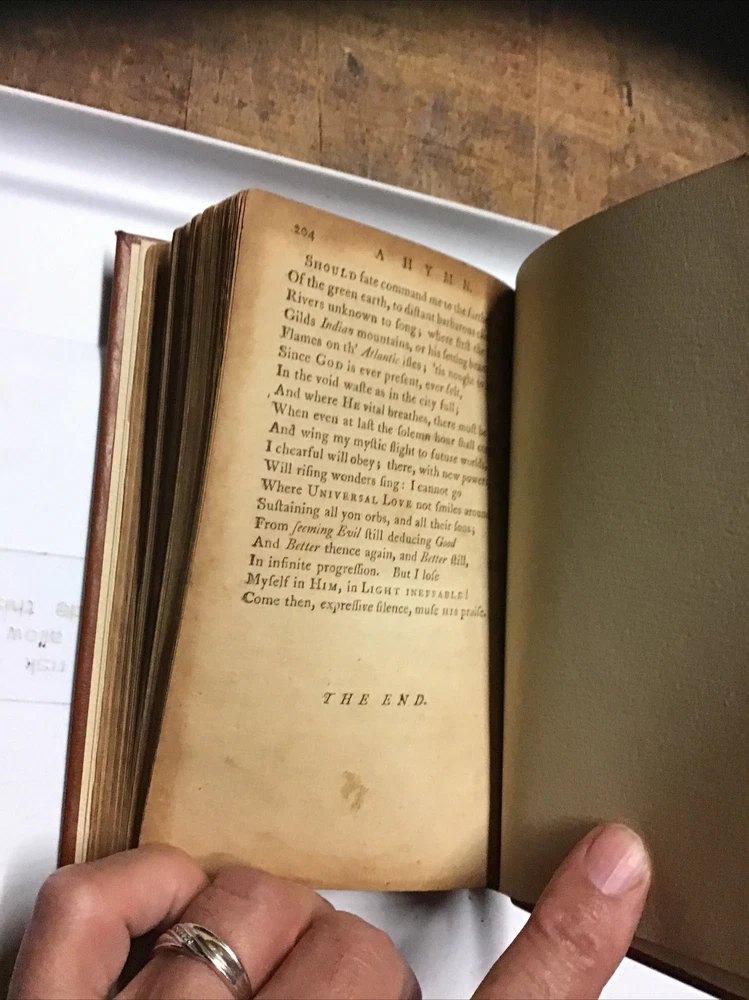 204
A HYMN.
SHOULD fate command me to the
Of the green earth, to diſtant barbarous
Rivers unknown to ſong; where firſt the
Gilds Indian mountains, or his ſetting
Flames on th' Atlantic iſles; 'tis nought to
Since GOD is ever preſent, ever felt,
In the void waſte as in the city full;
And where HE vital breathes, there muſt
When even at laſt the ſolemn hour ſhall
And wing my myſtic flight to future
I chearful will obey; there, with new powers
Will riſing wonders ſing: I cannot go
Where UNIVERSAL LOVE not ſmiles around
Suſtaining all yon orbs, and all their ſons;
From ſeeming Evil ſtill deducing Good
And Better thence again, and Better ſtill,
In infinite progreſſion. But I loſe
Myſelf in HIM, in LIGHT INEFFABLE!
Come then, expreſſive ſilence, muſe HIS praiſe.
THE END.